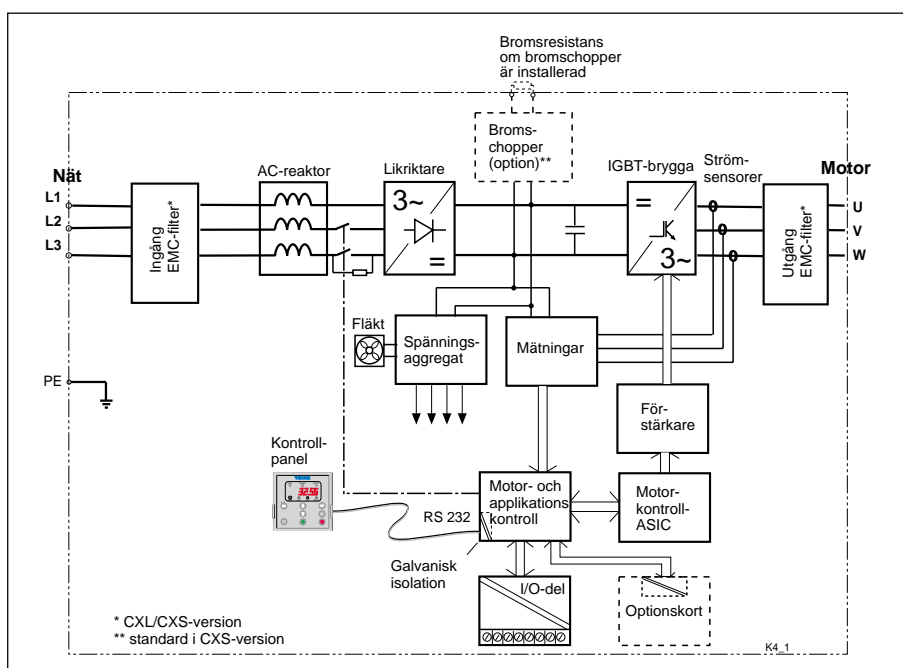 Bromsresistans
om bromschopper
är installerad
Broms-
chopper
(option)**
Nät
AC-reaktor
Likriktare
IGBT-brygga
Ström-
sensorer
Motor
L1
L2
L3
Ingång
EMC-filter*
3~
=
=
3~
Utgång
EMC-filter*
U
V
W
Fläkt
Spännings-
aggregat
Mätningar
PE
För-
stärkare
Kontroll-
panel
32.56
RS 232
Motor- och
applikations
kontroll
Motor-
kontroll-
ASIC
Galvanisk
isolation
I/O-del
Optionskort
* CXL/CXS-version
** standard i CXS-version
K4_1